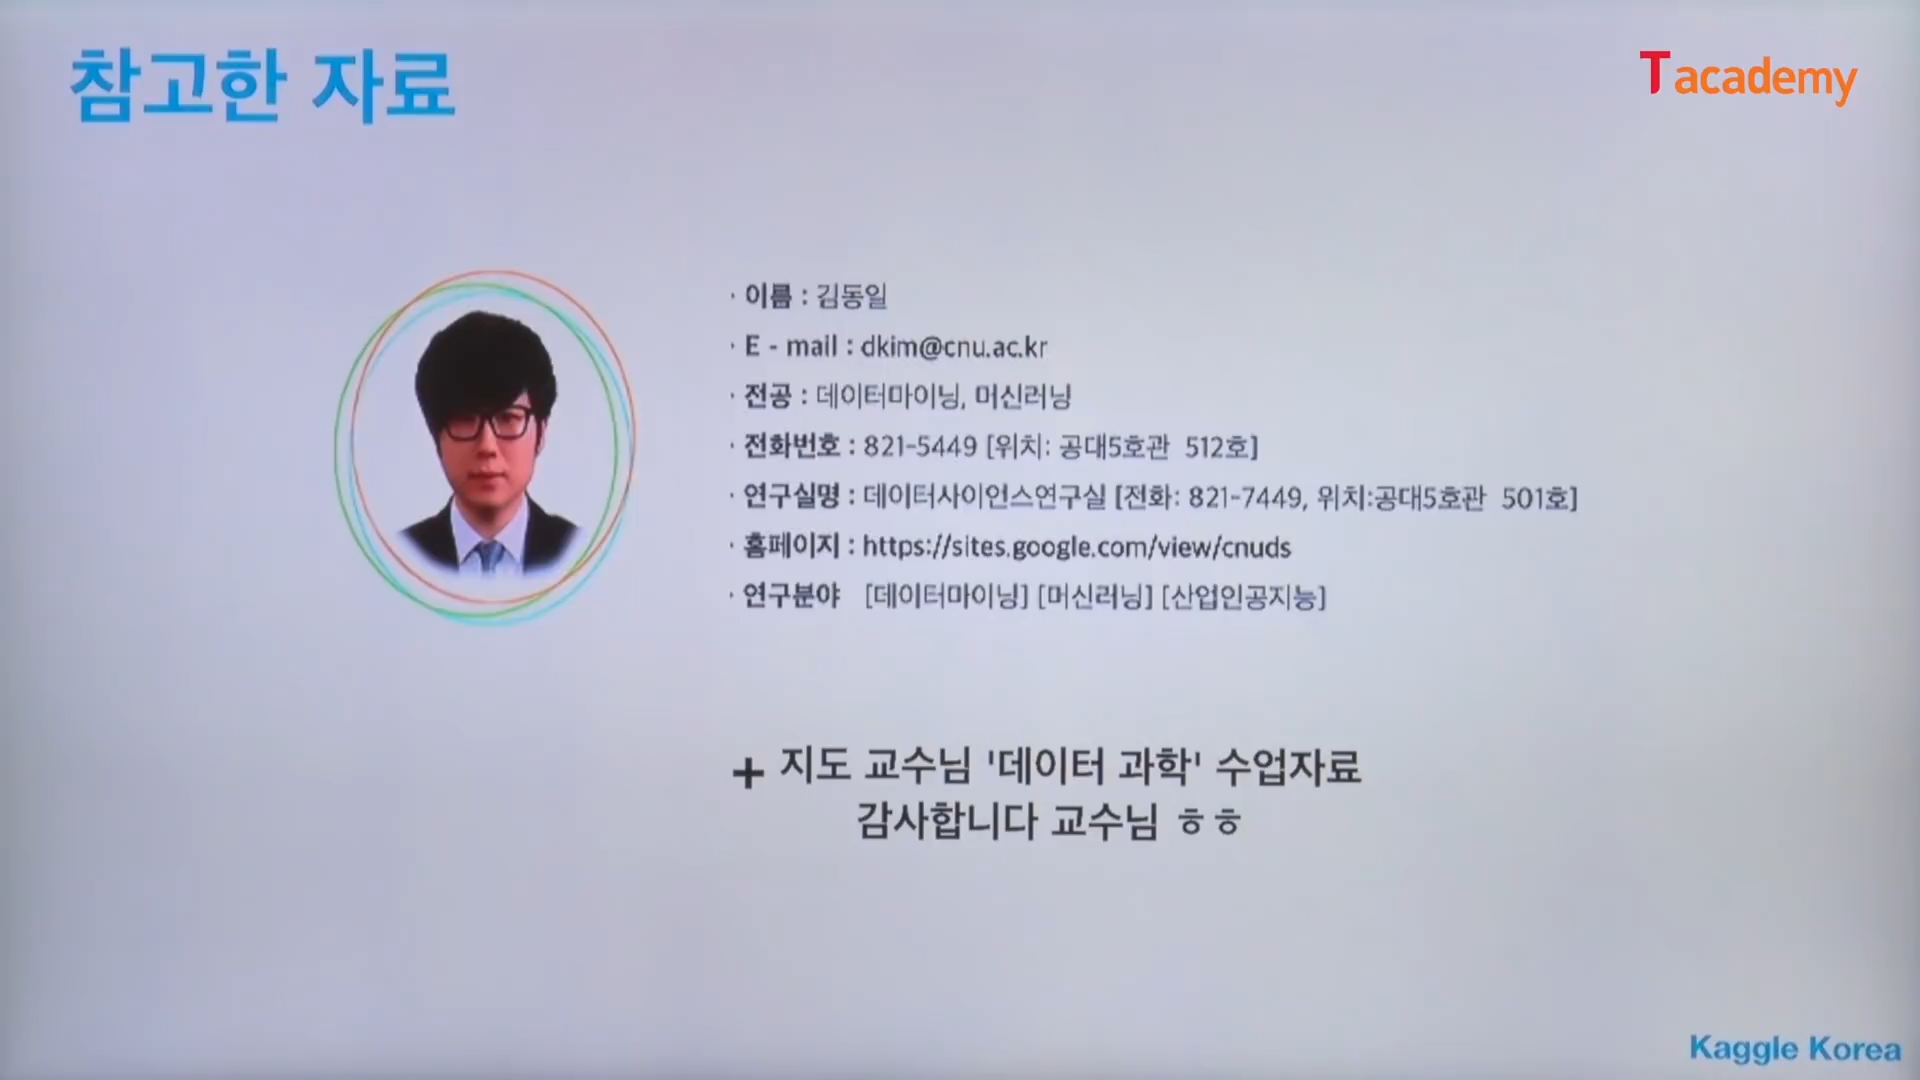 참고한 자료
T academy
· 이름 : 김동일
· E - mail : dkim@cnu.ac.kr
· 전공 : 데이터마이닝, 머신러닝
· 전화번호 : 821-5449 [위치: 공대5호관 512호]
· 연구실명 : 데이터사이언스연구실 [전화: 821-7449, 위치:공대5호관 501호]
· 홈페이지 : https://sites.google.com/view/cnuds
· 연구분야 [데이터마이닝] [머신러닝] [산업인공지능]
+ 지도 교수님 '데이터 과학' 수업자료
감사합니다 교수님 ㅎㅎ
Kaggle Korea